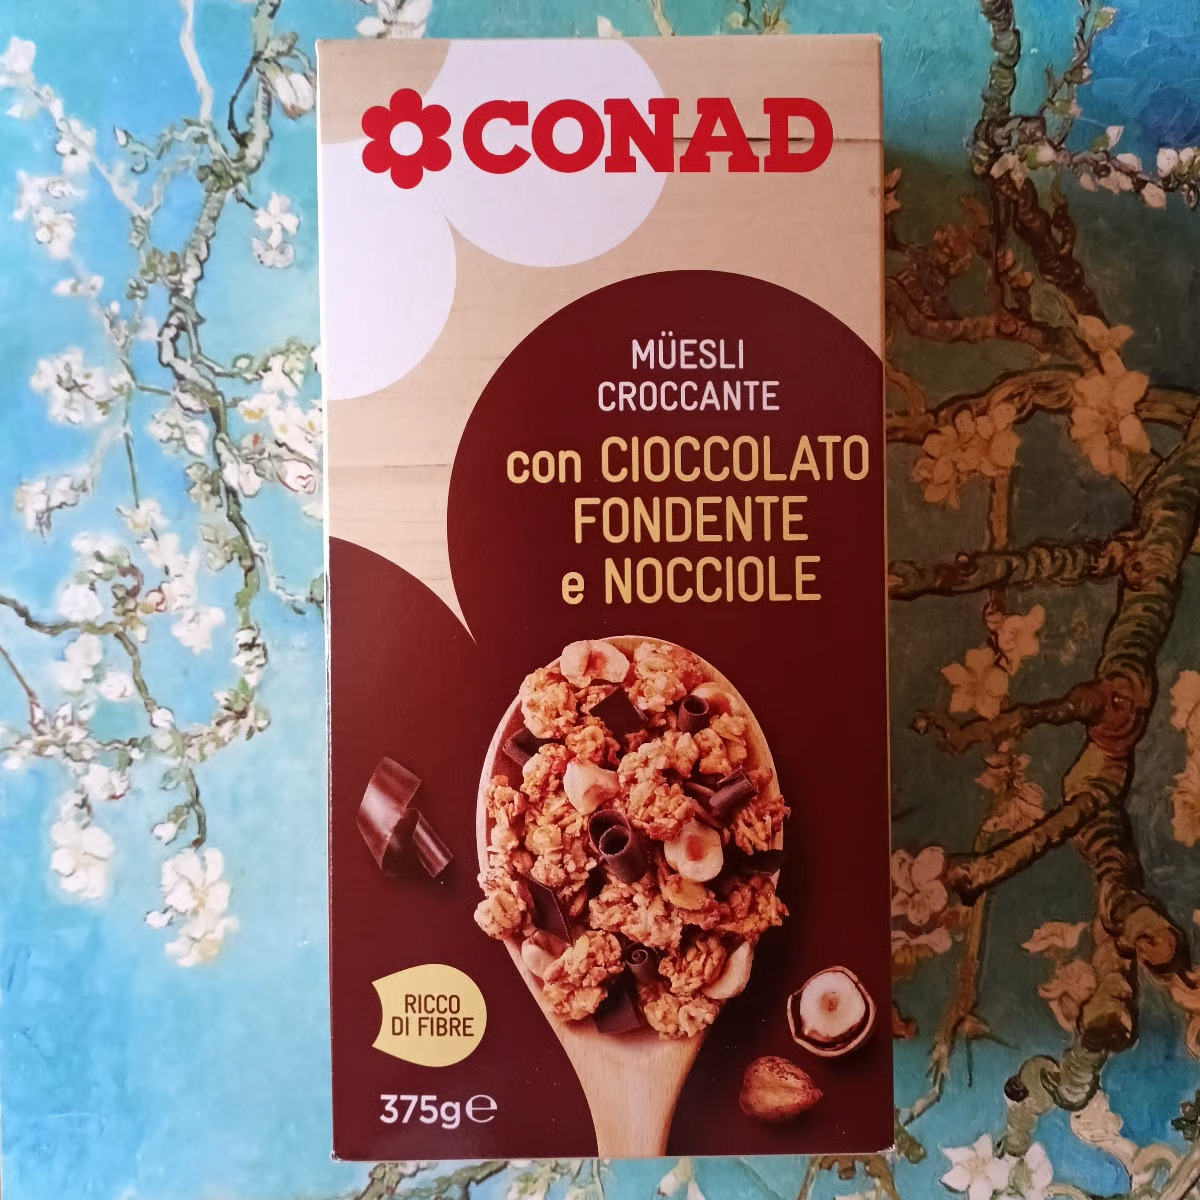 CONAD
MÜESLI
CROCCANTE
con CIOCCOLATO
FONDENTE
e NOCCIOLE
RICCO
DI FIBRE
375g℮